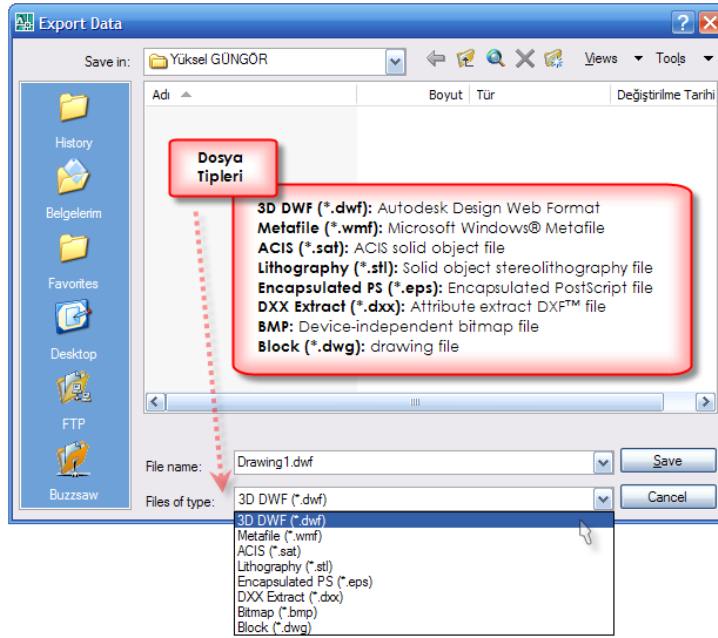 Export Data
Save in:
Yüksel GÜNGÖR
Views
Tools
Adı
Boyut
Tür
Değiştirilme Tarihi
History
Belgelerim
Favorites
Desktop
FTP
Buzzsaw
Dosya
Tipleri
3D DWF (*.dwf): Autodesk Design Web Format
Metafile (*.wmf): Microsoft Windows® Metafile
ACIS (*.sat): ACIS solid object file
Lithography (*.stl): Solid object stereolithography file
Encapsulated PS (*.eps): Encapsulated PostScript file
DXX Extract (*.dxx): Attribute extract DXF™ file
BMP: Device-independent bitmap file
Block (*.dwg): drawing file
File name:
Drawing1.dwf
Save
Files of type:
3D DWF (*.dwf)
Cancel
3D DWF (*.dwf)
Metafile (*.wmf)
ACIS (*.sat)
Lithography (*.stl)
Encapsulated PS (*.eps)
DXX Extract (*.dxx)
Bitmap (*.bmp)
Block (*.dwg)